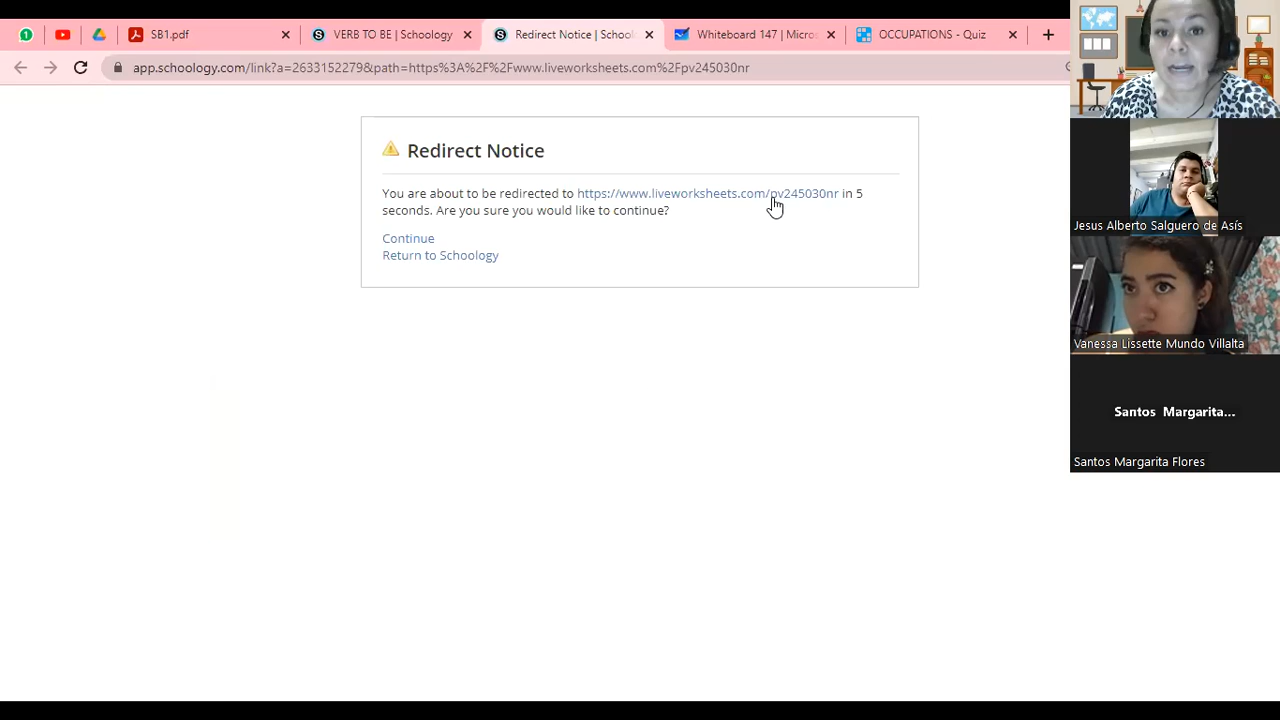 1
SB1.pdf
VERB TO BE | Schoology
Redirect Notice | School
Whiteboard 147 | Micros
OCCUPATIONS - Quiz
app.schoology.com/link?a=2633152279&path=https%3A%2F%2Fwww.liveworksheets.com%2Fpv245030nr
Redirect Notice
You are about to be redirected to https://www.liveworksheets.com/pv245030nr in 5
seconds. Are you sure you would like to continue?
Continue
Return to Schoology
Jesus Alberto Salguero de Asís
Vanessa Lissette Mundo Villalta
Santos Margarita...
Santos Margarita Flores